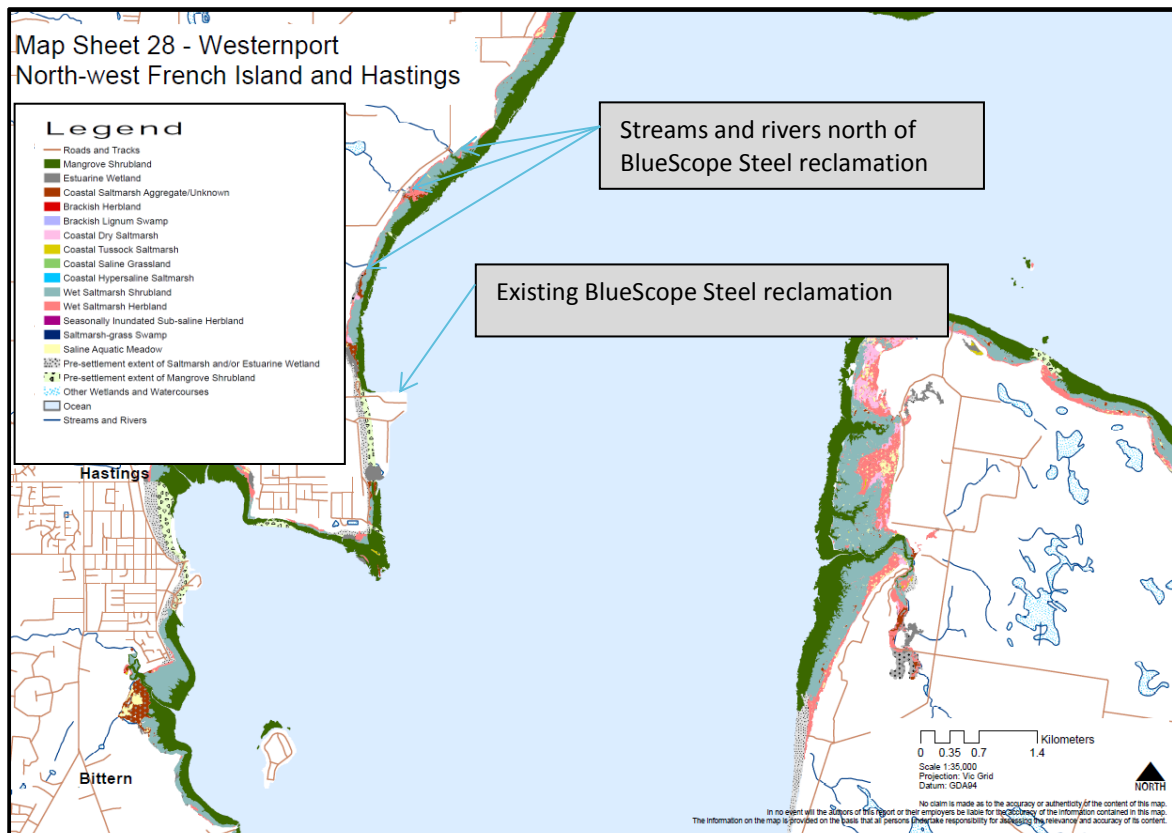 Map Sheet 28 - Westernport
North-west French Island and Hastings
Legend
Roads and Tracks
Mangrove Shrubland
Estuarine Wetland
Coastal Saltmarsh Aggregate/Unknown
Brackish Herbland
Brackish Lignum Swamp
Coastal Dry Saltmarsh
Coastal Tussock Saltmarsh
Coastal Saline Grassland
Coastal Hypersaline Saltmarsh
Wet Saltmarsh Shrubland
Wet Saltmarsh Herbland
Seasonally Inundated Sub-saline Herbland
Saltmarsh-grass Swamp
Saline Aquatic Meadow
Pre-settlement extent of Saltmarsh and/or Estuarine Wetland
Pre-settlement extent of Mangrove Shrubland
Other Wetlands and Watercourses
Ocean
Streams and Rivers
Streams and rivers north of
BlueScope Steel reclamation
Existing BlueScope Steel reclamation
Hastings
Bittern
Kilometers
0 0.35 0.7 1.4
Scale 1:35,000
Projection: Vic Grid
Datum: GDA94
NORTH
No claim is made as to the accuracy or authenticity of the content of this map.
In no event will the authors of this report or their employers be liable for the accuracy of the information contained in this map.
The information on the map is provided on the basis that all persons undertake responsibility for assessing the relevance and accuracy of its content.